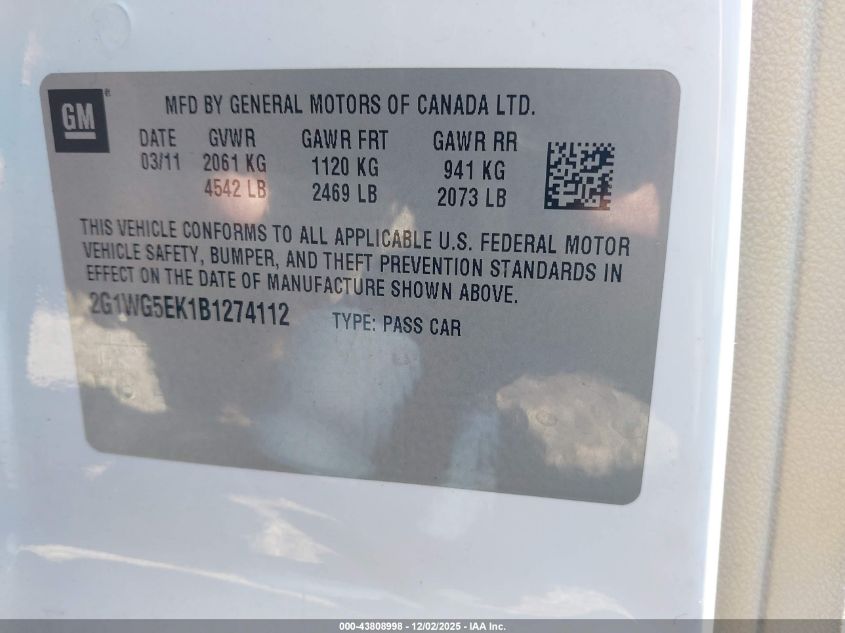 GM®
MFD BY GENERAL MOTORS OF CANADA LTD.
DATE GVWR GAWR FRT GAWR RR
03/11 2061 KG 1120 KG 941 KG
4542 LB 2469 LB 2073 LB
THIS VEHICLE CONFORMS TO ALL APPLICABLE U.S. FEDERAL MOTOR
VEHICLE SAFETY, BUMPER, AND THEFT PREVENTION STANDARDS IN
EFFECT ON THE DATE OF MANUFACTURE SHOWN ABOVE.
2G1WG5EK1B1274112 TYPE: PASS CAR
000-43808998 - 12/02/2025 - IAA Inc.